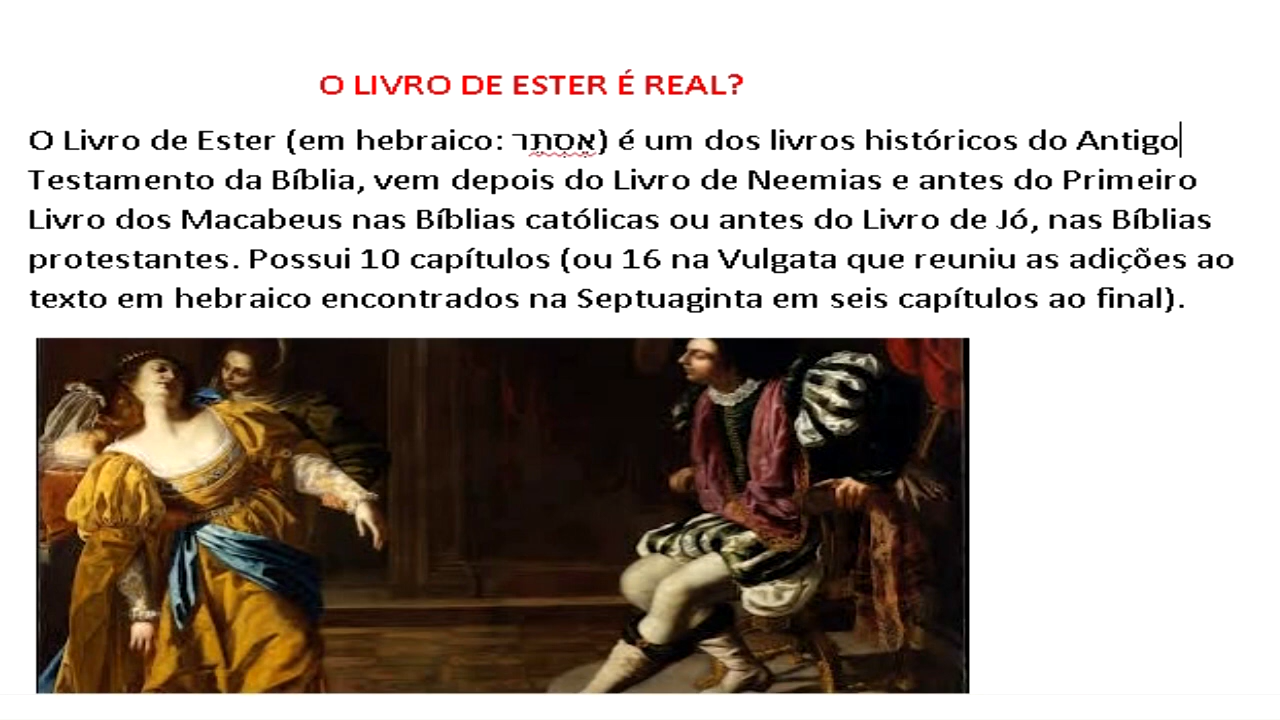 O LIVRO DE ESTER É REAL?
O Livro de Ester (em hebraico: אֶסְתֵּר) é um dos livros históricos do Antigo
Testamento da Bíblia, vem depois do Livro de Neemias e antes do Primeiro
Livro dos Macabeus nas Bíblias católicas ou antes do Livro de Jó, nas Bíblias
protestantes. Possui 10 capítulos (ou 16 na Vulgata que reuniu as adições ao
texto em hebraico encontrados na Septuaginta em seis capítulos ao final).